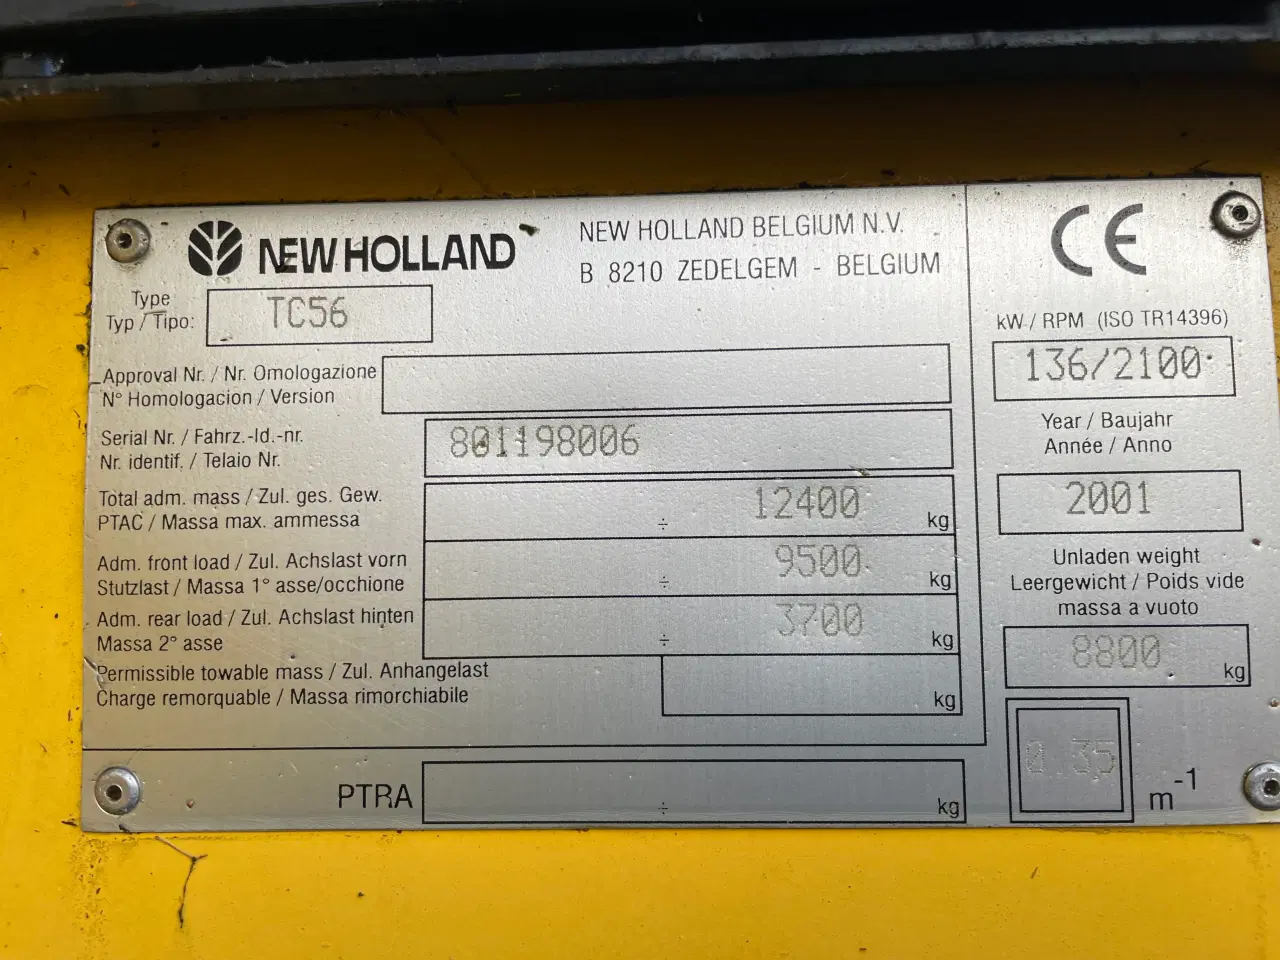 NEW HOLLAND
NEW HOLLAND BELGIUM N.V.
B 8210 ZEDELGEM - BELGIUM
CE
Type
Typ / Tipo:
TC56
kW / RPM (ISO TR14396)
136/2100
Approval Nr. / Nr. Omologazione
N° Homologacion / Version
Year / Baujahr
Année / Anno
Serial Nr. / Fahrz.-Id.-nr.
Nr. identif. / Telaio Nr.
801198006
2001
Total adm. mass / Zul. ges. Gew.
PTAC / Massa max. ammessa
÷ 12400 kg
Unladen weight
Leergewicht / Poids vide
massa a vuoto
Adm. front load / Zul. Achslast vorn
Stutzlast / Massa 1° asse/occhione
÷ 9500 kg
Adm. rear load / Zul. Achslast hinten
Massa 2° asse
÷ 3700 kg
8800 kg
Permissible towable mass / Zul. Anhangelast
Charge remorquable / Massa rimorchiabile
kg
0 35 m-1
PTRA ÷ kg